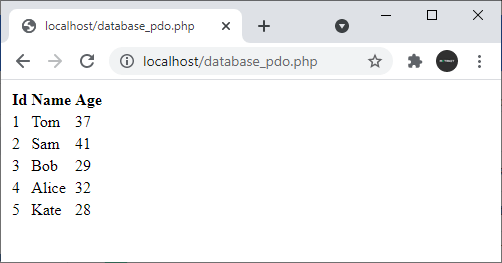 localhost/database_pdo.php
localhost/database_pdo.php
Id Name Age
1 Tom 37
2 Sam 41
3 Bob 29
4 Alice 32
5 Kate 28